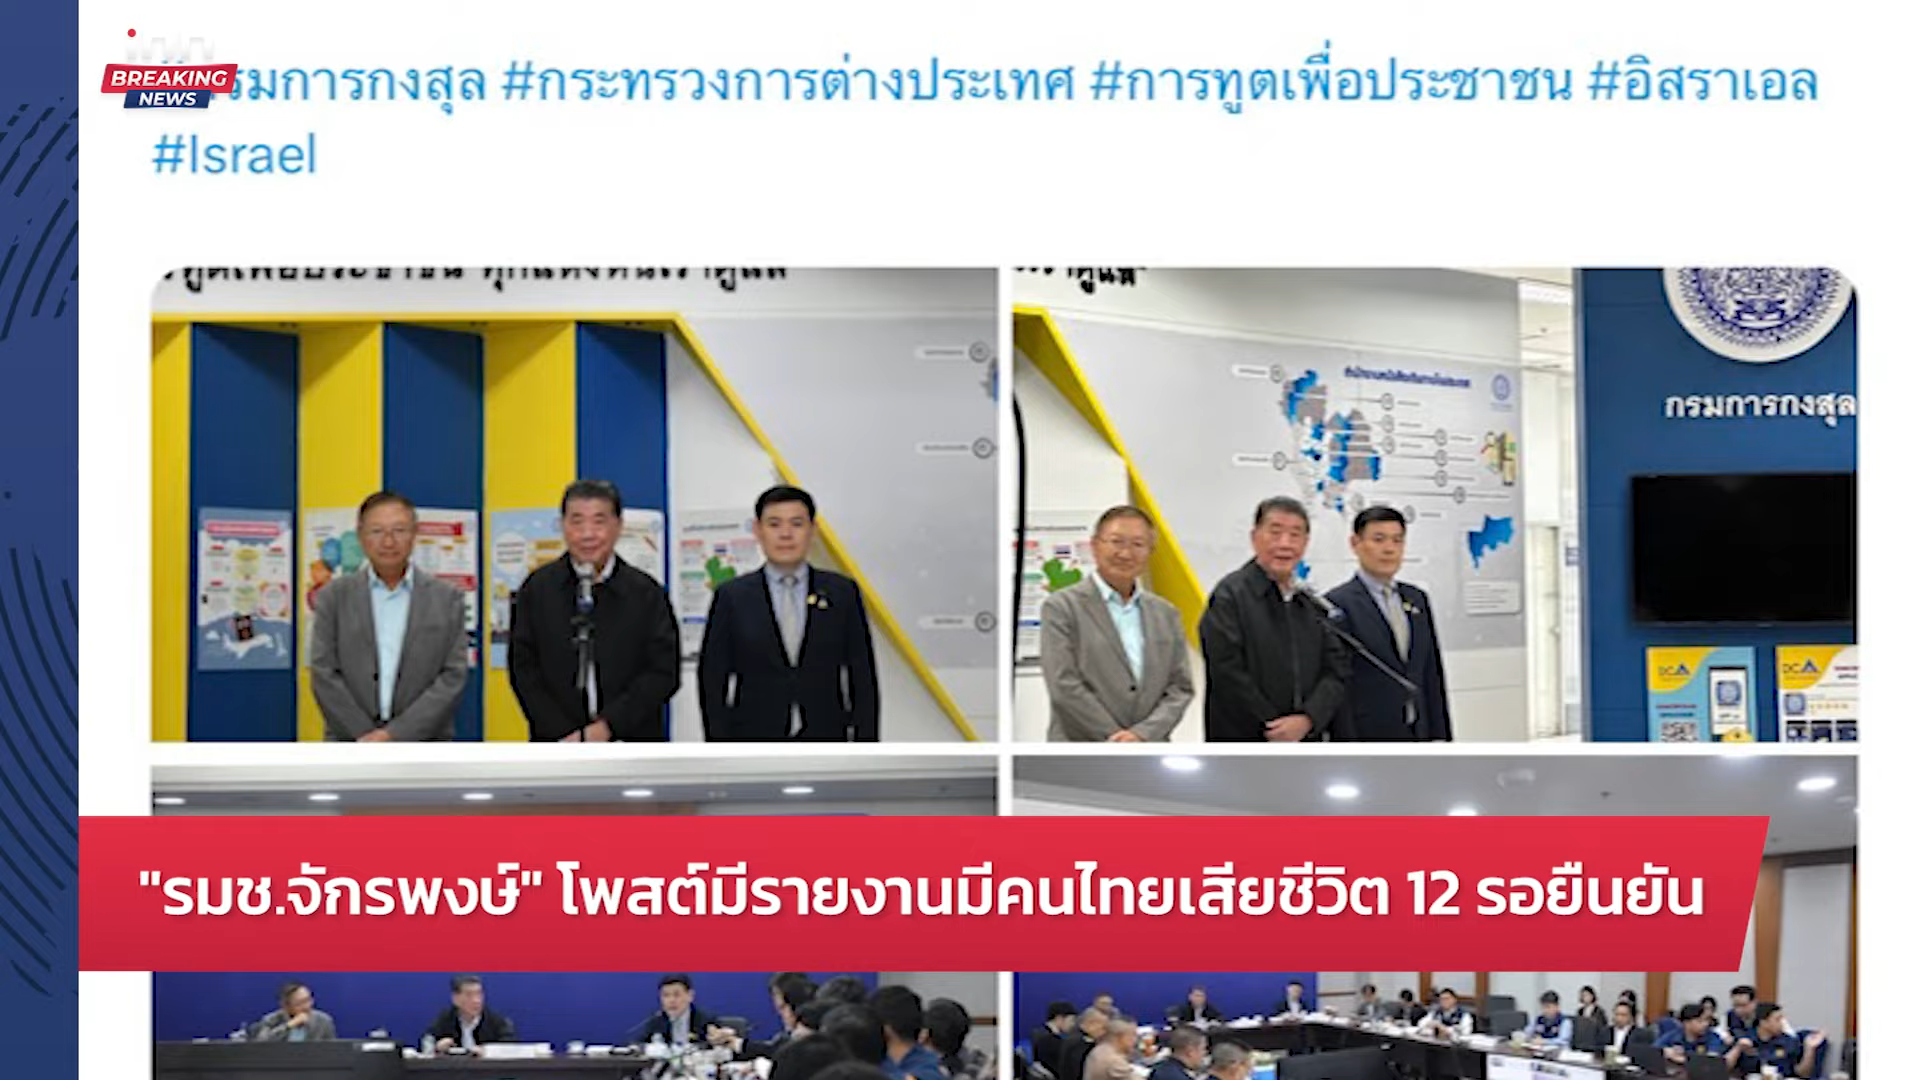 inn
BREAKING
NEWS
#กรมการกงสุล #กระทรวงการต่างประเทศ #การทูตเพื่อประชาชน #อิสราเอล
#Israel
กรมการกงสุล
"รมช.จักรพงษ์" โพสต์มีรายงานมีคนไทยเสียชีวิต 12 รอยืนยัน